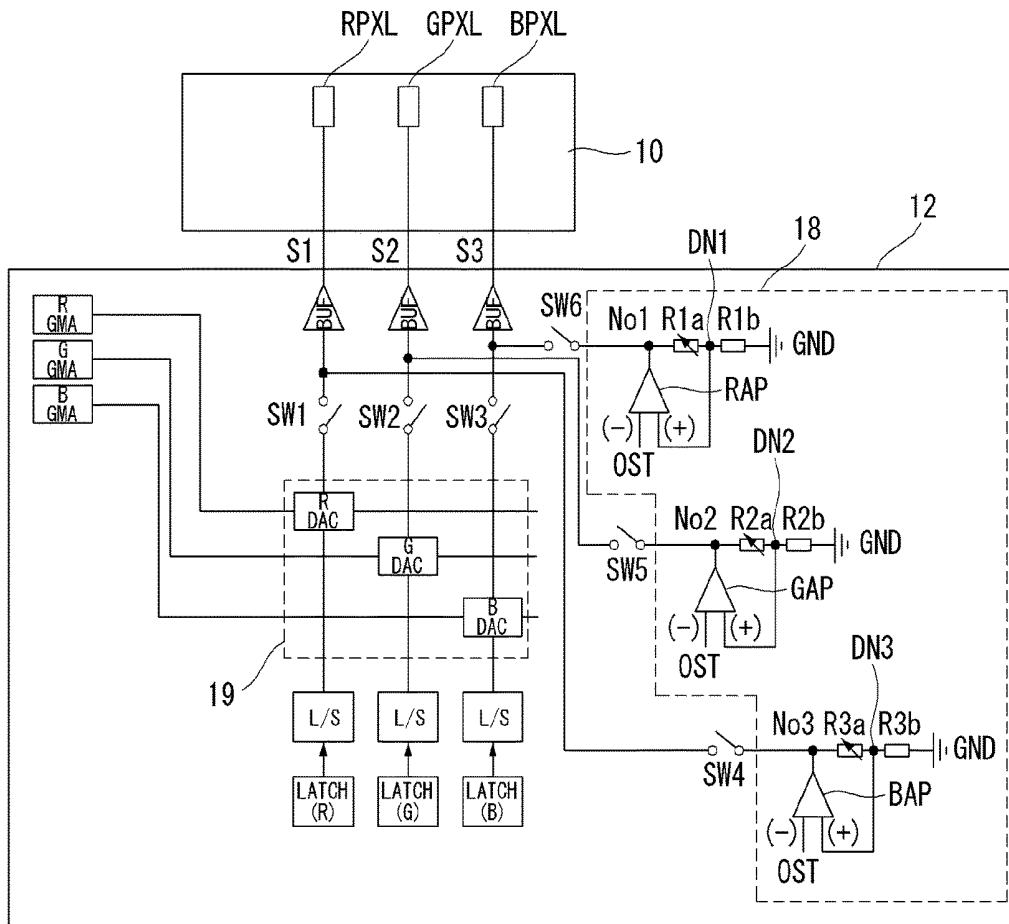 RPXL GPXL BPXL
10
12
S1 S2 S3
DN1
18
R
GMA
G
GMA
B
GMA
BUF BUF BUF
SW6
No1 R1a R1b
GND
RAP
SW1 SW2 SW3
(-) (+)
OST
DN2
R
DAC
G
DAC
B
DAC
No2 R2a R2b
GND
SW5
GAP
(-) (+)
OST
DN3
19
L/S L/S L/S
No3 R3a R3b
GND
SW4
BAP
LATCH
(R)
LATCH
(G)
LATCH
(B)
(-) (+)
OST